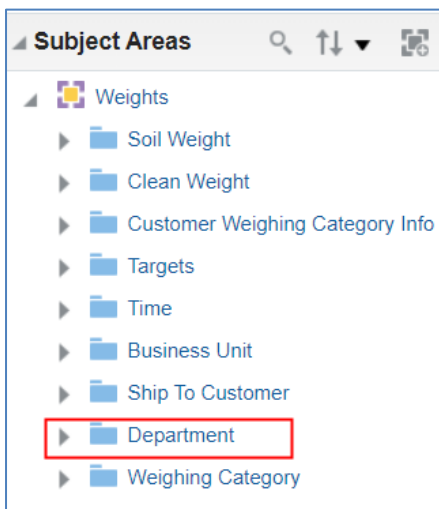 Subject Areas
Weights
Soil Weight
Clean Weight
Customer Weighing Category Info
Targets
Time
Business Unit
Ship To Customer
Department
Weighing Category